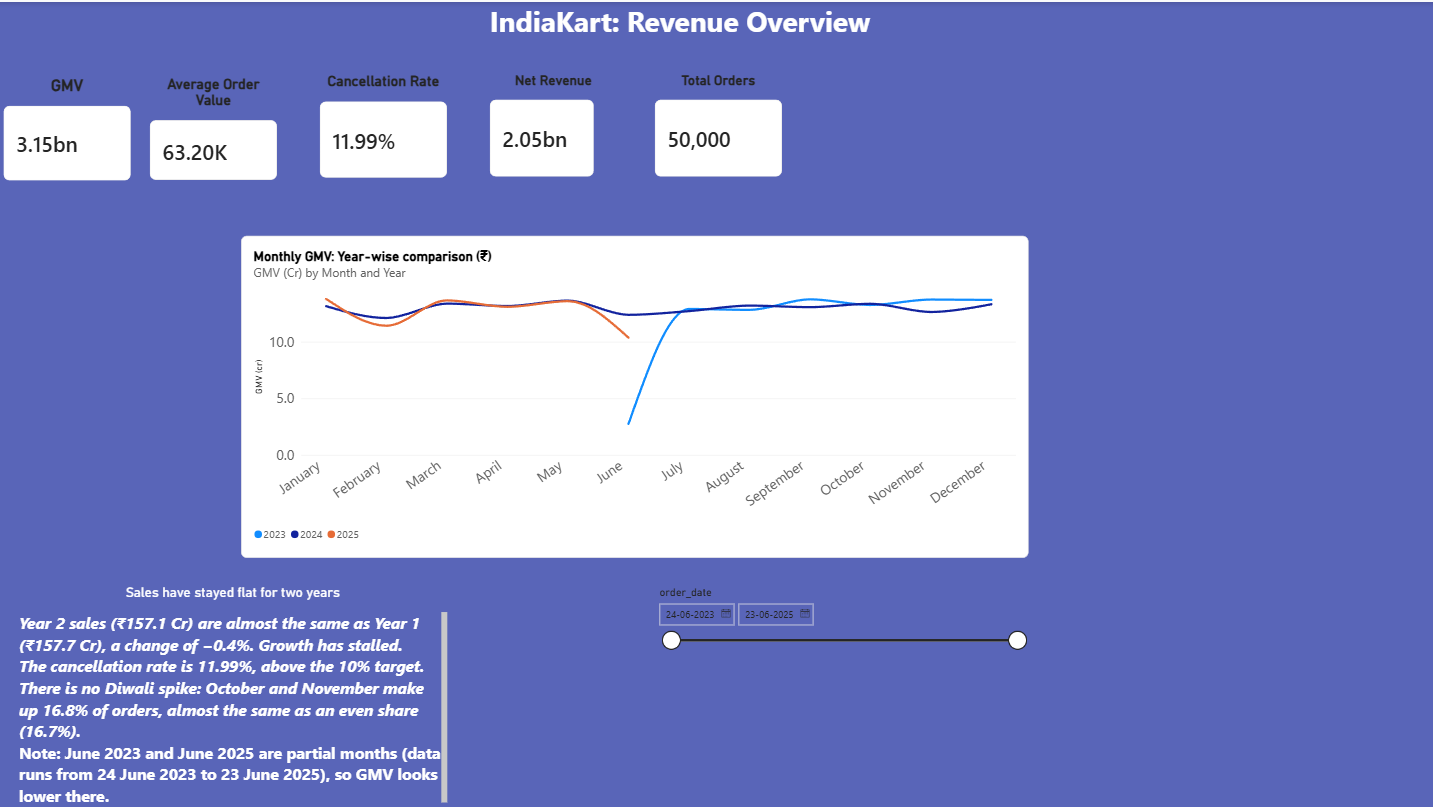 IndiaKart: Revenue Overview
GMV
Average Order
Value
Cancellation Rate
Net Revenue
Total Orders
3.15bn
63.20K
11.99%
2.05bn
50,000
Monthly GMV: Year-wise comparison (₹)
GMV (Cr) by Month and Year
GMV (cr)
10.0
5.0
0.0
January
February
March
April
May
June
July
August
September
October
November
December
2023 2024 2025
Sales have stayed flat for two years
Year 2 sales (₹157.1 Cr) are almost the same as Year 1
(₹157.7 Cr), a change of −0.4%. Growth has stalled.
The cancellation rate is 11.99%, above the 10% target.
There is no Diwali spike: October and November make
up 16.8% of orders, almost the same as an even share
(16.7%).
Note: June 2023 and June 2025 are partial months (data
runs from 24 June 2023 to 23 June 2025), so GMV looks
lower there.
order_date
24-06-2023 23-06-2025